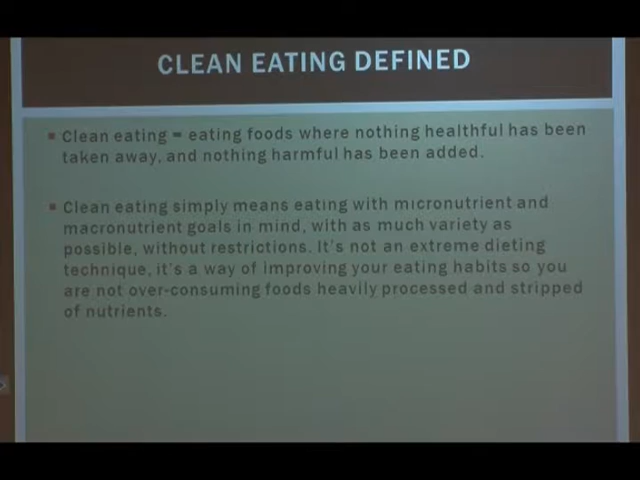 CLEAN EATING DEFINED
▪ Clean eating = eating foods where nothing healthful has been
taken away, and nothing harmful has been added.
▪ Clean eating simply means eating with micronutrient and
macronutrient goals in mind, with as much variety as
possible, without restrictions. It's not an extreme dieting
technique, it's a way of improving your eating habits so you
are not over-consuming foods heavily processed and stripped
of nutrients.